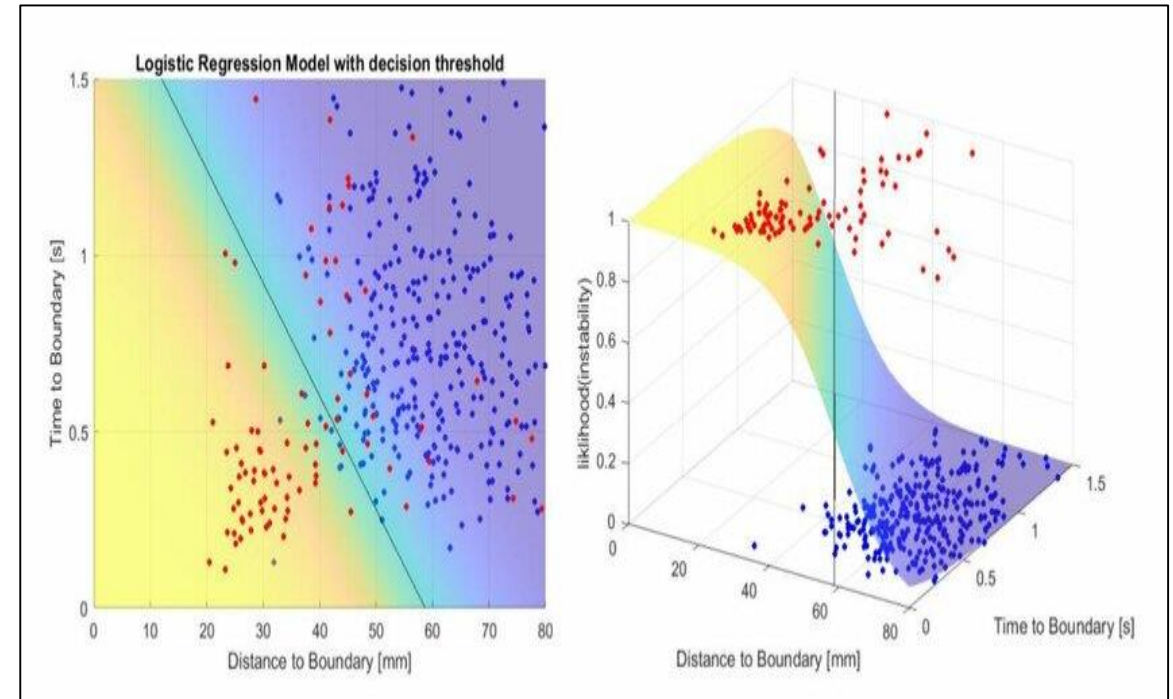 Logistic Regression Model with decision threshold
1.5
1
0.5
0
Time to Boundary [s]
0 10 20 30 40 50 60 70 80
Distance to Boundary [mm]
1
0.8
0.6
0.4
0.2
0
liklihood(instability)
0
20
40
60
80
Distance to Boundary [mm]
0
0.5
1
1.5
Time to Boundary [s]